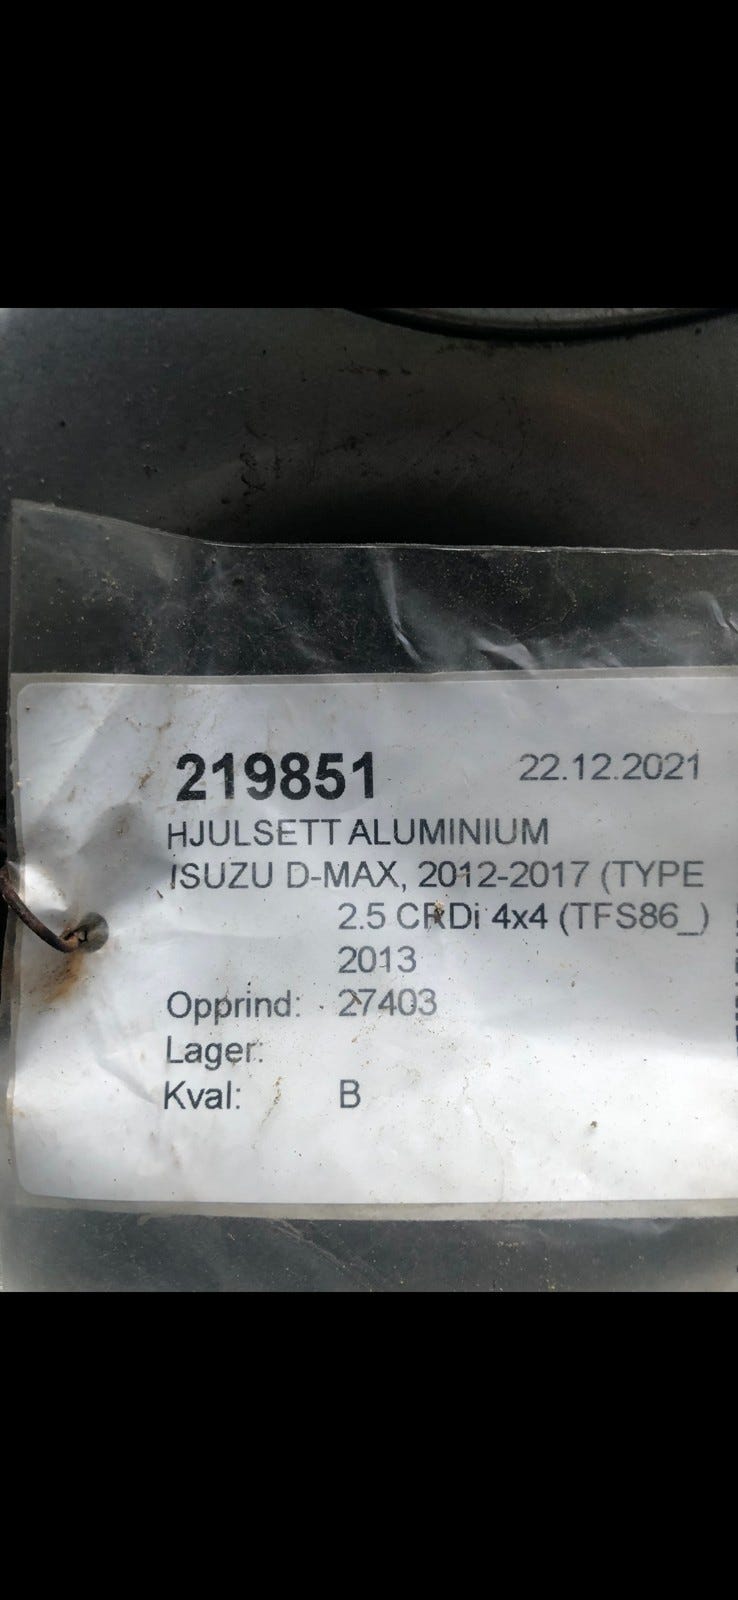 219851 22.12.2021
HJULSETT ALUMINIUM
ISUZU D-MAX, 2012-2017 (TYPE
2.5 CRDi 4x4 (TFS86_)
2013
Opprind: 27403
Lager:
Kval: B